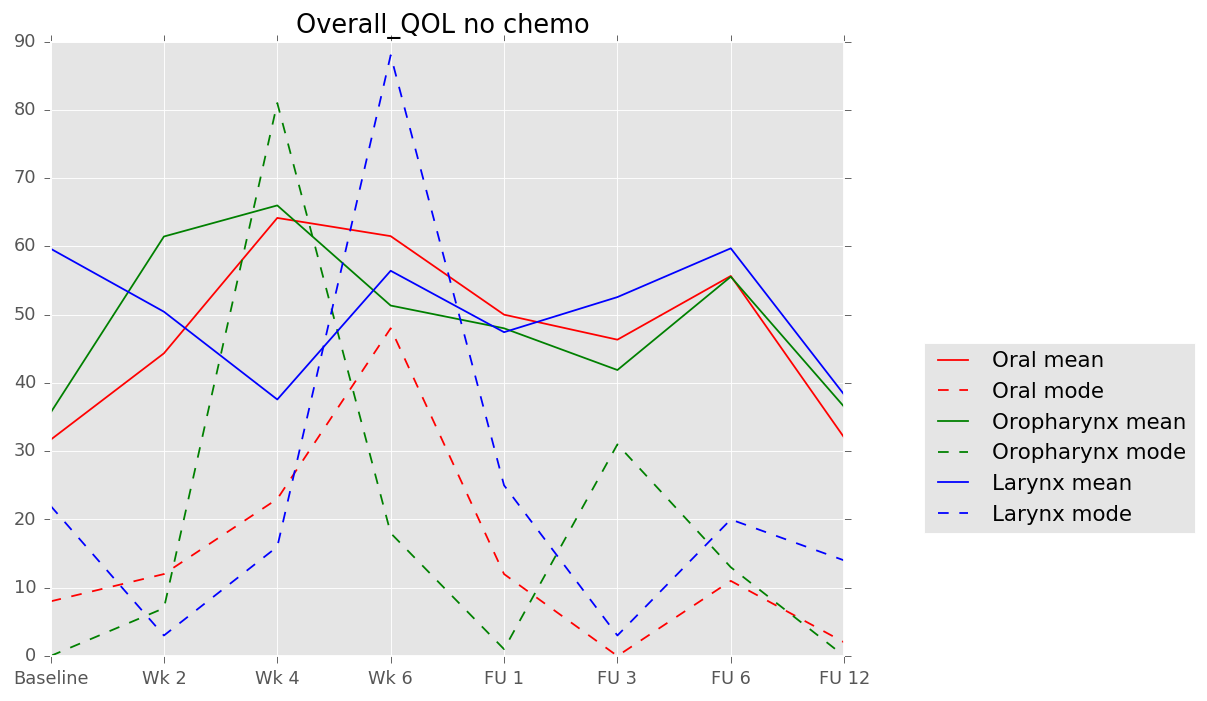 Overall_QOL no chemo
90
80
70
60
50
40
30
20
10
0
Baseline Wk 2 Wk 4 Wk 6 FU 1 FU 3 FU 6 FU 12
Oral mean
Oral mode
Oropharynx mean
Oropharynx mode
Larynx mean
Larynx mode